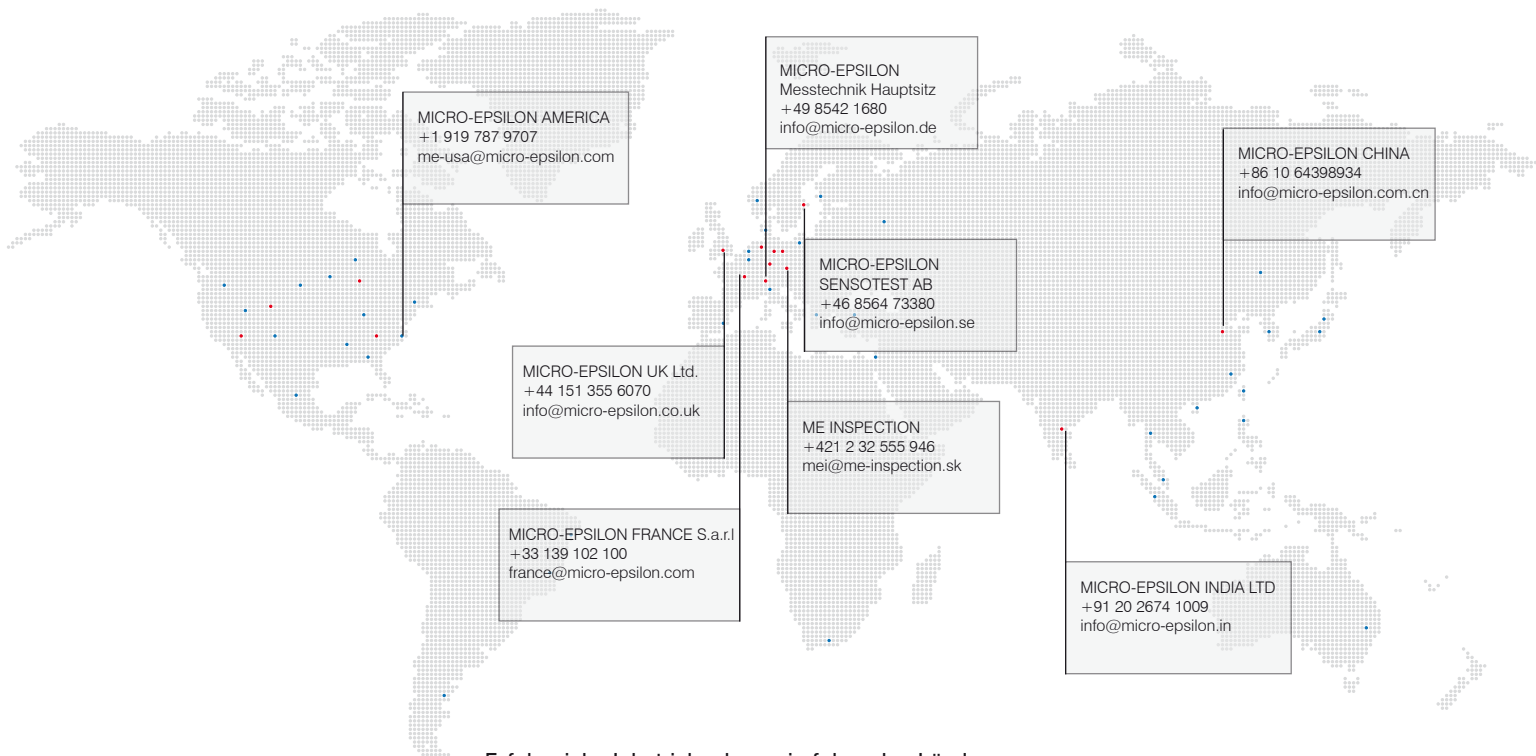 MICRO-EPSILON
Messtechnik Hauptsitz
+49 8542 1680
info@micro-epsilon.de
MICRO-EPSILON AMERICA
+1 919 787 9707
me-usa@micro-epsilon.com
MICRO-EPSILON CHINA
+86 10 64398934
info@micro-epsilon.com.cn
MICRO-EPSILON
SENSOTEST AB
+46 8564 73380
info@micro-epsilon.se
MICRO-EPSILON UK Ltd.
+44 151 355 6070
info@micro-epsilon.co.uk
ME INSPECTION
+421 2 32 555 946
mei@me-inspection.sk
MICRO-EPSILON FRANCE S.a.r.l
+33 139 102 100
france@micro-epsilon.com
MICRO-EPSILON INDIA LTD
+91 20 2674 1009
info@micro-epsilon.in